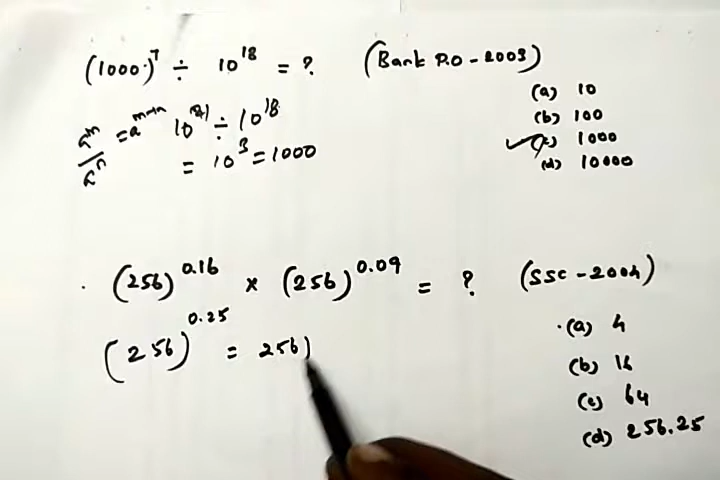 (1000)^7 ÷ 10^18 = ? (Bank P.O - 2003)
(a) 10
(b) 100
(c) 1000
(d) 10000
a^m/a^n = a^m-n 10^(21) ÷ 10^18
= 10^3 = 1000
(256)^0.16 × (256)^0.09 = ? (SSC - 2004)
(a) 4
(b) 16
(c) 64
(d) 256.25
(256)^0.25 = 256)